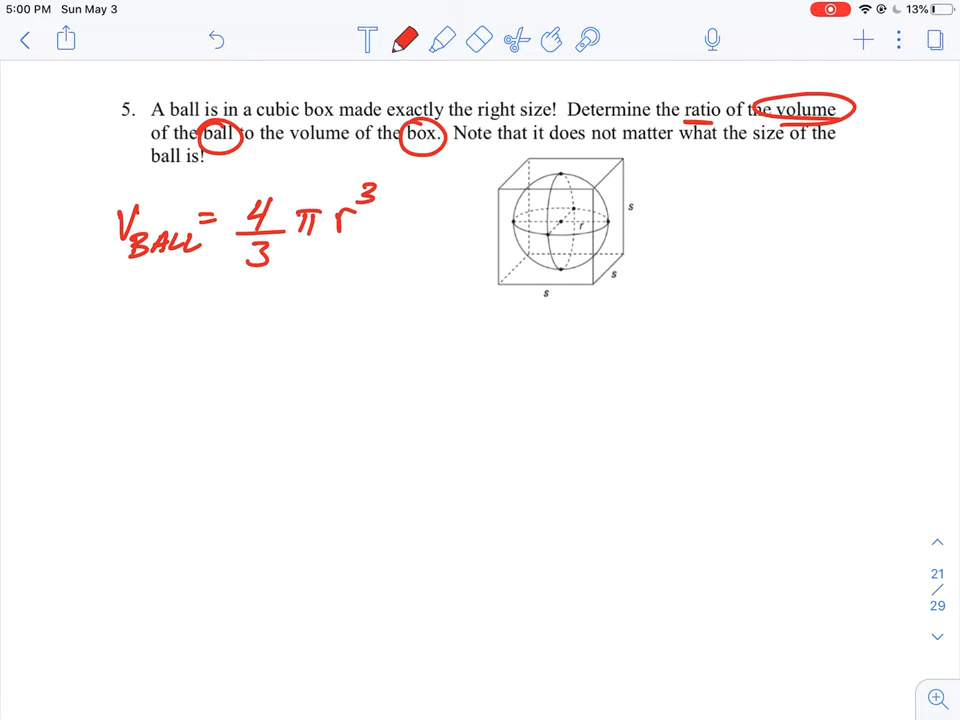 5:00 PM Sun May 3
13%
5. A ball is in a cubic box made exactly the right size! Determine the ratio of the volume
of the ball to the volume of the box. Note that it does not matter what the size of the
ball is!
V BALL = 4/3 π r³
s
r
s
s
21
/
29